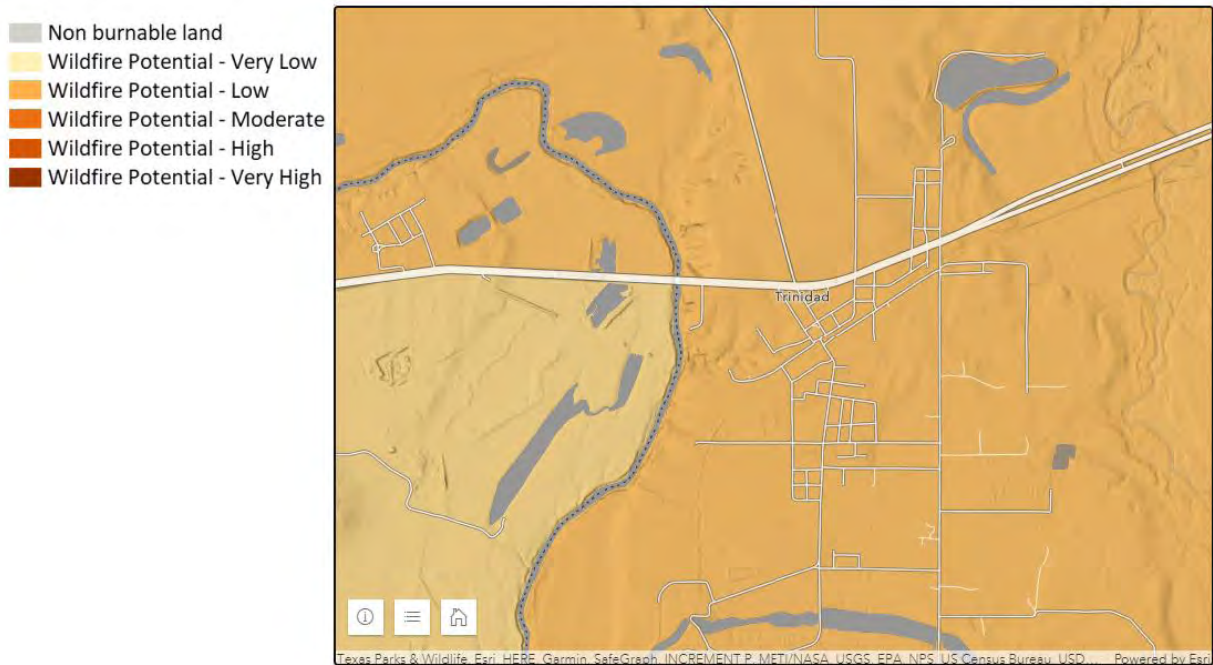 Non burnable land
Wildfire Potential - Very Low
Wildfire Potential - Low
Wildfire Potential - Moderate
Wildfire Potential - High
Wildfire Potential - Very High
Trinidad
Texas Parks & Wildlife, Esri, HERE, Garmin, SafeGraph, INCREMENT P, METI/NASA, USGS, EPA, NPS, US Census Bureau, USD... Powered by Esri